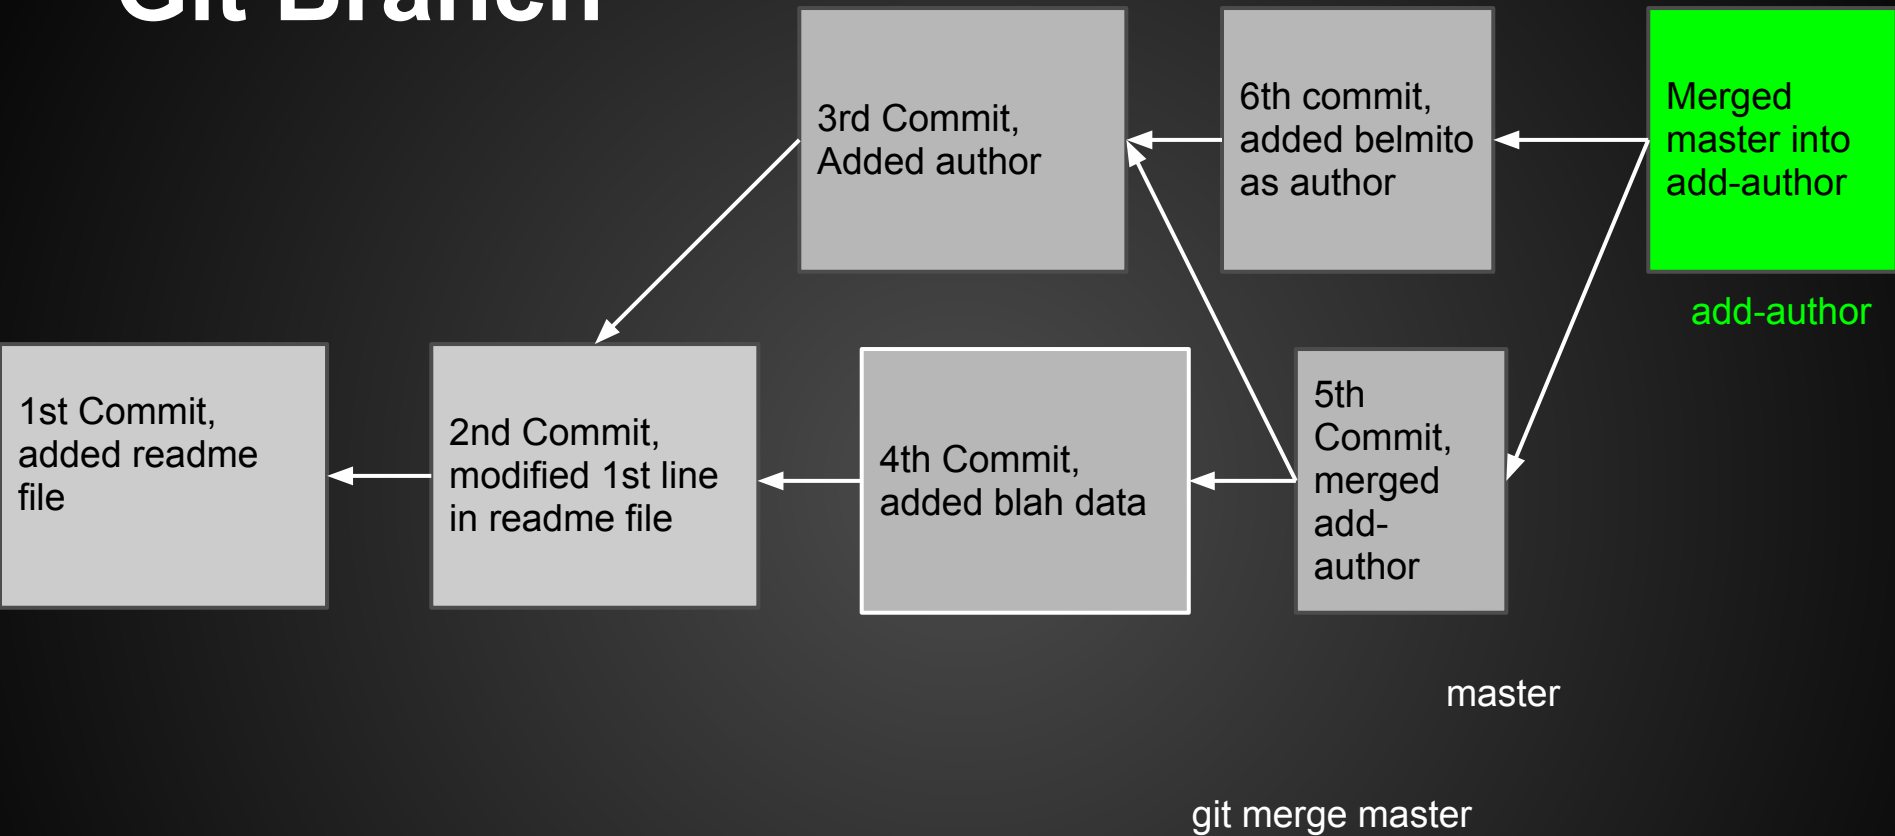 Git Branch
3rd Commit,
Added author
6th commit,
added belmito
as author
Merged
master into
add-author
add-author
1st Commit,
added readme
file
2nd Commit,
modified 1st line
in readme file
4th Commit,
added blah data
5th
Commit,
merged
add-
author
master
git merge master